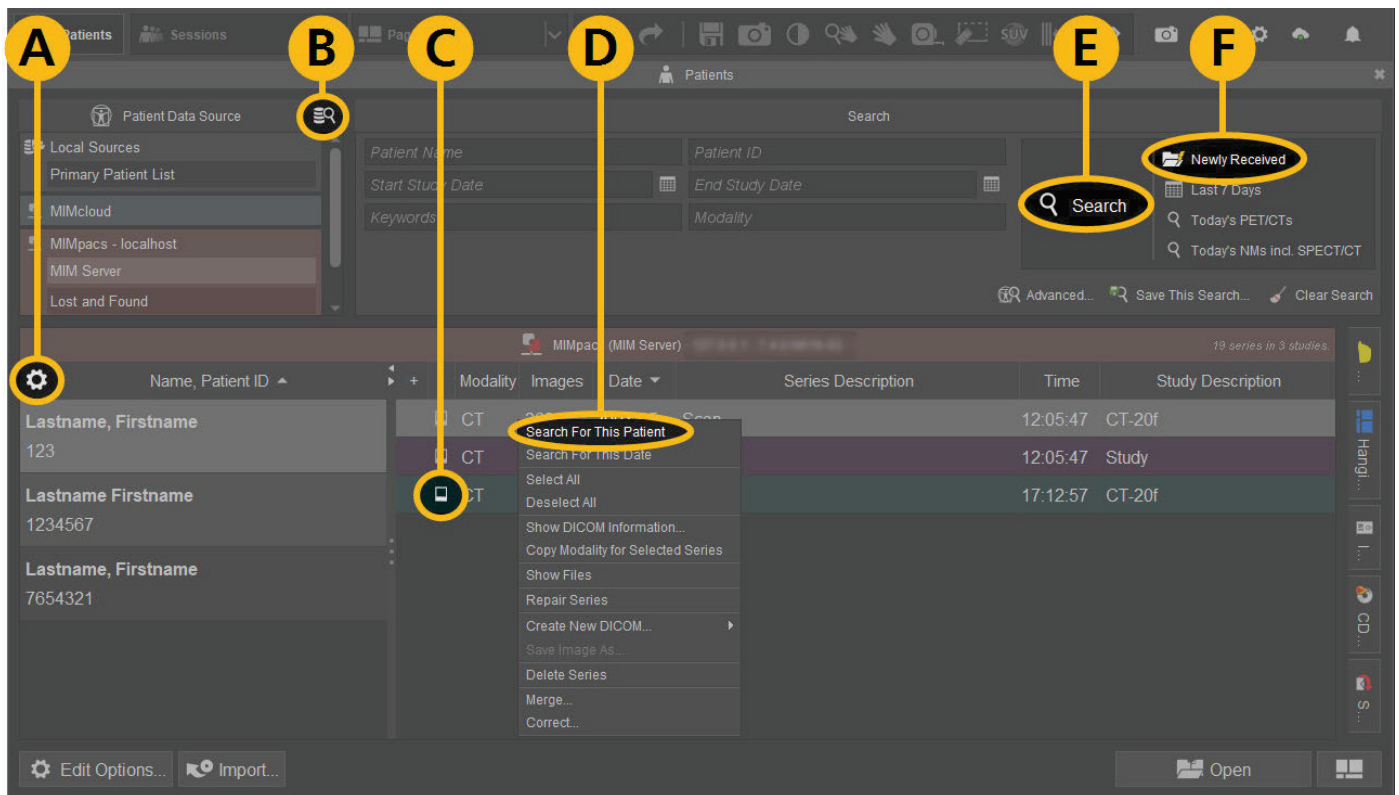 A
B
C
D
E
F
Patients
Sessions
SUV
Patients
Patient Data Source
Search
Local Sources
Primary Patient List
MIMcloud
MIMpacs - localhost
MIM Server
Lost and Found
Patient Name
Patient ID
Start Study Date
End Study Date
Keywords
Modality
Search
Newly Received
Last 7 Days
Today's PET/CTs
Today's NMs incl. SPECT/CT
Advanced...
Save This Search...
Clear Search
(MIM Server)
19 series in 3 studies.
Name, Patient ID
+
Modality
Images
Date
Series Description
Time
Study Description
Lastname, Firstname
123
Lastname Firstname
1234567
Lastname, Firstname
7654321
CT
12:05:47
CT-20f
CT
12:05:47
Study
CT
17:12:57
CT-20f
Search For This Patient
Search For This Date
Select All
Deselect All
Show DICOM Information...
Copy Modality for Selected Series
Show Files
Repair Series
Create New DICOM...
Save Image As...
Delete Series
Merge...
Correct...
...
Hangi...
I...
CD...
S...
Edit Options...
Import...
Open